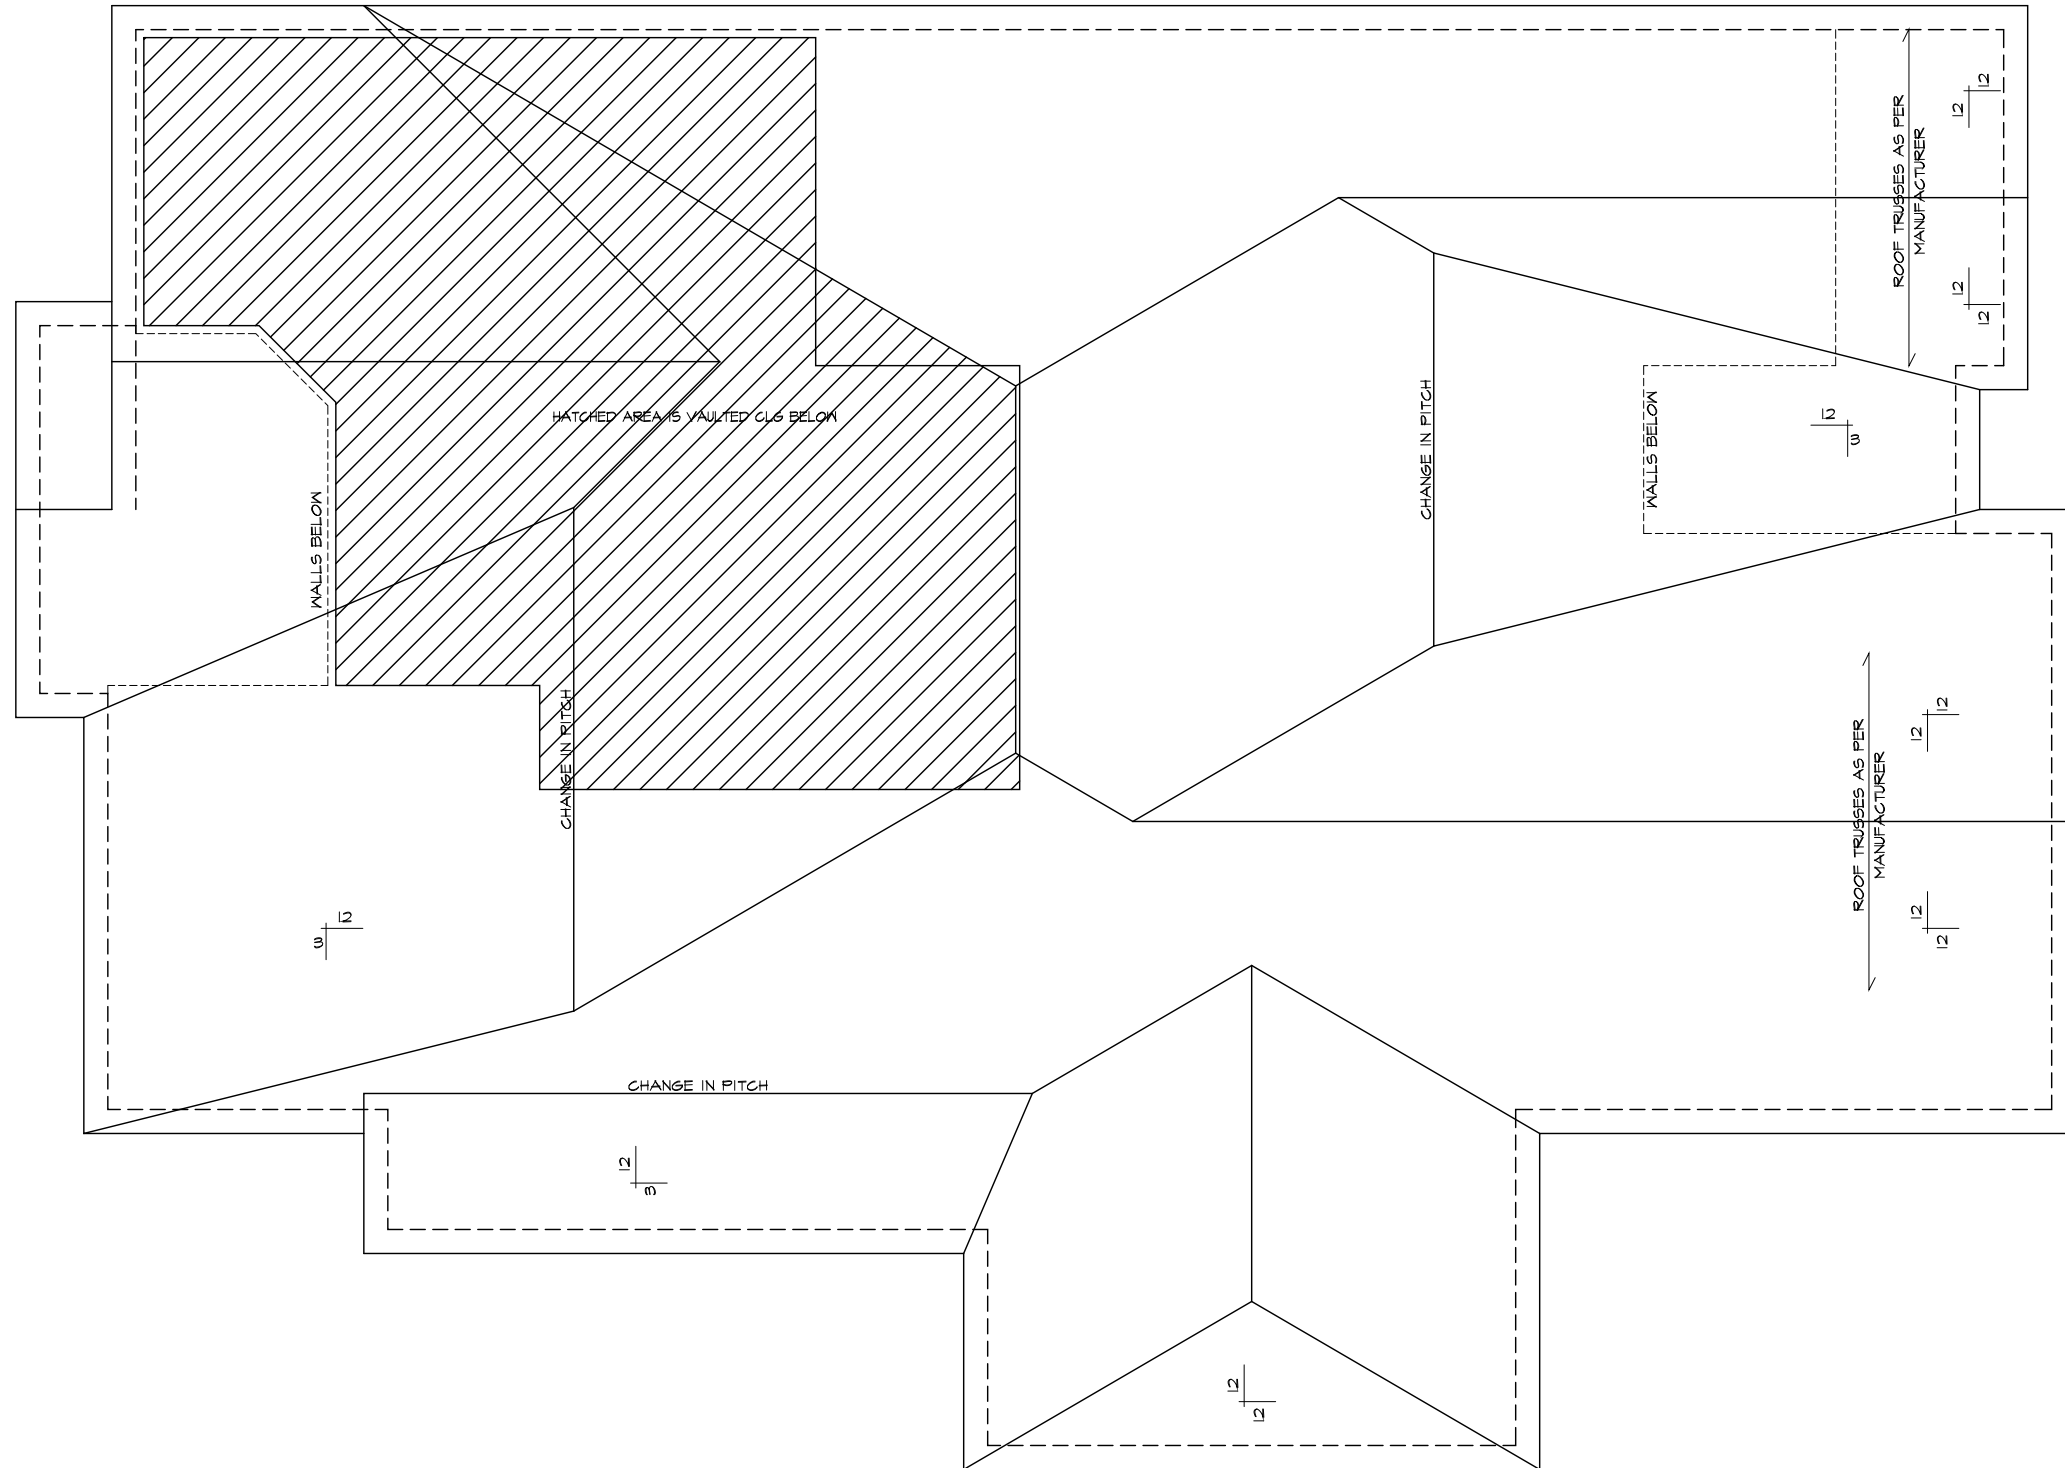 12
12
ROOF TRUSSES AS PER
MANUFACTURER
12
12
HATCHED AREA IS VAULTED CLG BELOW
CHANGE IN PITCH
WALLS BELOW
12
3
WALLS BELOW
CHANGE IN PITCH
12
12
ROOF TRUSSES AS PER
MANUFACTURER
12
12
12
3
CHANGE IN PITCH
12
3
12
12